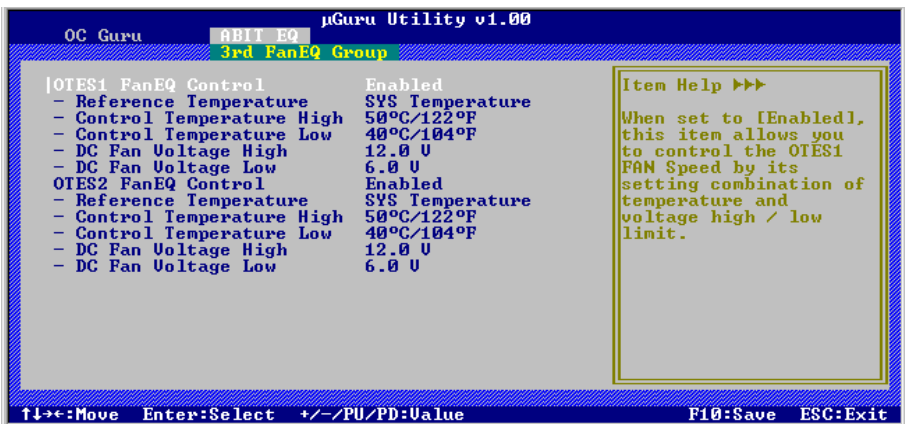 µGuru Utility v1.00
OC Guru ABIT EQ
3rd FanEQ Group
OTES1 FanEQ Control Enabled
- Reference Temperature SYS Temperature
- Control Temperature High 50ºC/122ºF
- Control Temperature Low 40ºC/104ºF
- DC Fan Voltage High 12.0 V
- DC Fan Voltage Low 6.0 V
OTES2 FanEQ Control Enabled
- Reference Temperature SYS Temperature
- Control Temperature High 50ºC/122ºF
- Control Temperature Low 40ºC/104ºF
- DC Fan Voltage High 12.0 V
- DC Fan Voltage Low 6.0 V
Item Help ▶▶▶
When set to [Enabled],
this item allows you
to control the OTES1
FAN Speed by its
setting combination of
temperature and
voltage high / low
limit.
↑↓→←:Move Enter:Select +/-/PU/PD:Value F10:Save ESC:Exit